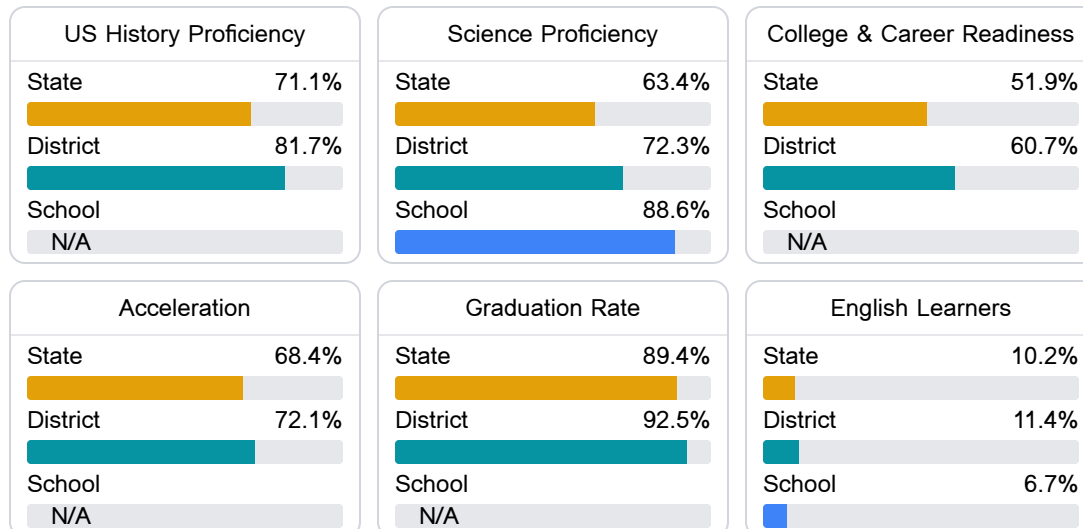 US History Proficiency
State 71.1%
District 81.7%
School
N/A
Science Proficiency
State 63.4%
District 72.3%
School 88.6%
College & Career Readiness
State 51.9%
District 60.7%
School
N/A
Acceleration
State 68.4%
District 72.1%
School
N/A
Graduation Rate
State 89.4%
District 92.5%
School
N/A
English Learners
State 10.2%
District 11.4%
School 6.7%